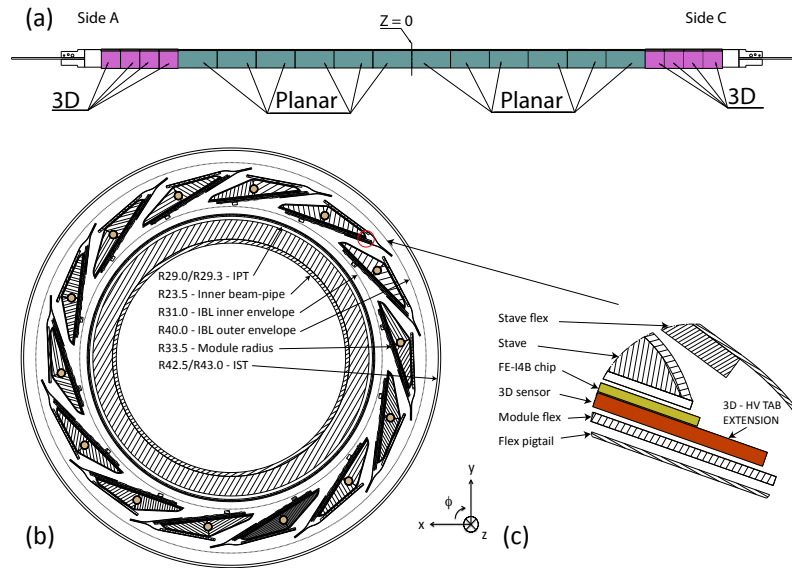 (a)
Side A
Z = 0
Side C
3D
Planar
Planar
3D
R29.0/R29.3 - IPT
R23.5 - Inner beam-pipe
R31.0 - IBL inner envelope
R40.0 - IBL outer envelope
R33.5 - Module radius
R42.5/R43.0 - IST
Stave flex
Stave
FE-I4B chip
3D sensor
Module flex
Flex pigtail
3D - HV TAB
EXTENSION
y
ϕ
x
z
(b)
(c)